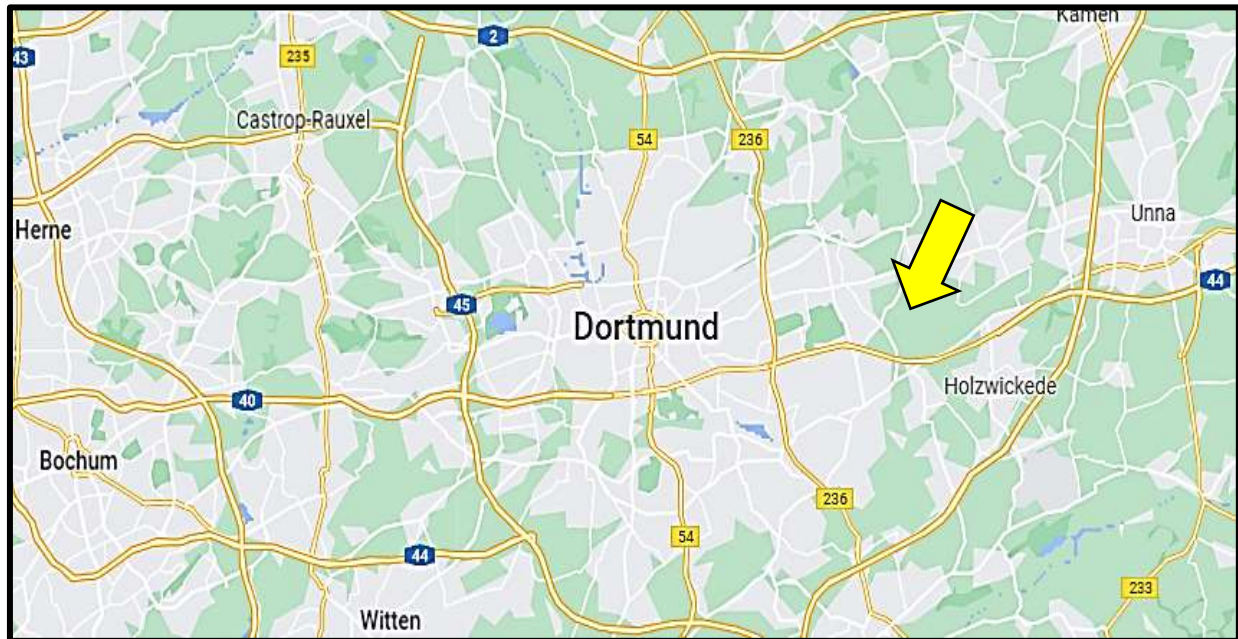 Kamen
2
43
235
Castrop-Rauxel
54
236
Unna
Herne
44
45
Dortmund
Holzwickede
40
Bochum
236
54
44
233
Witten